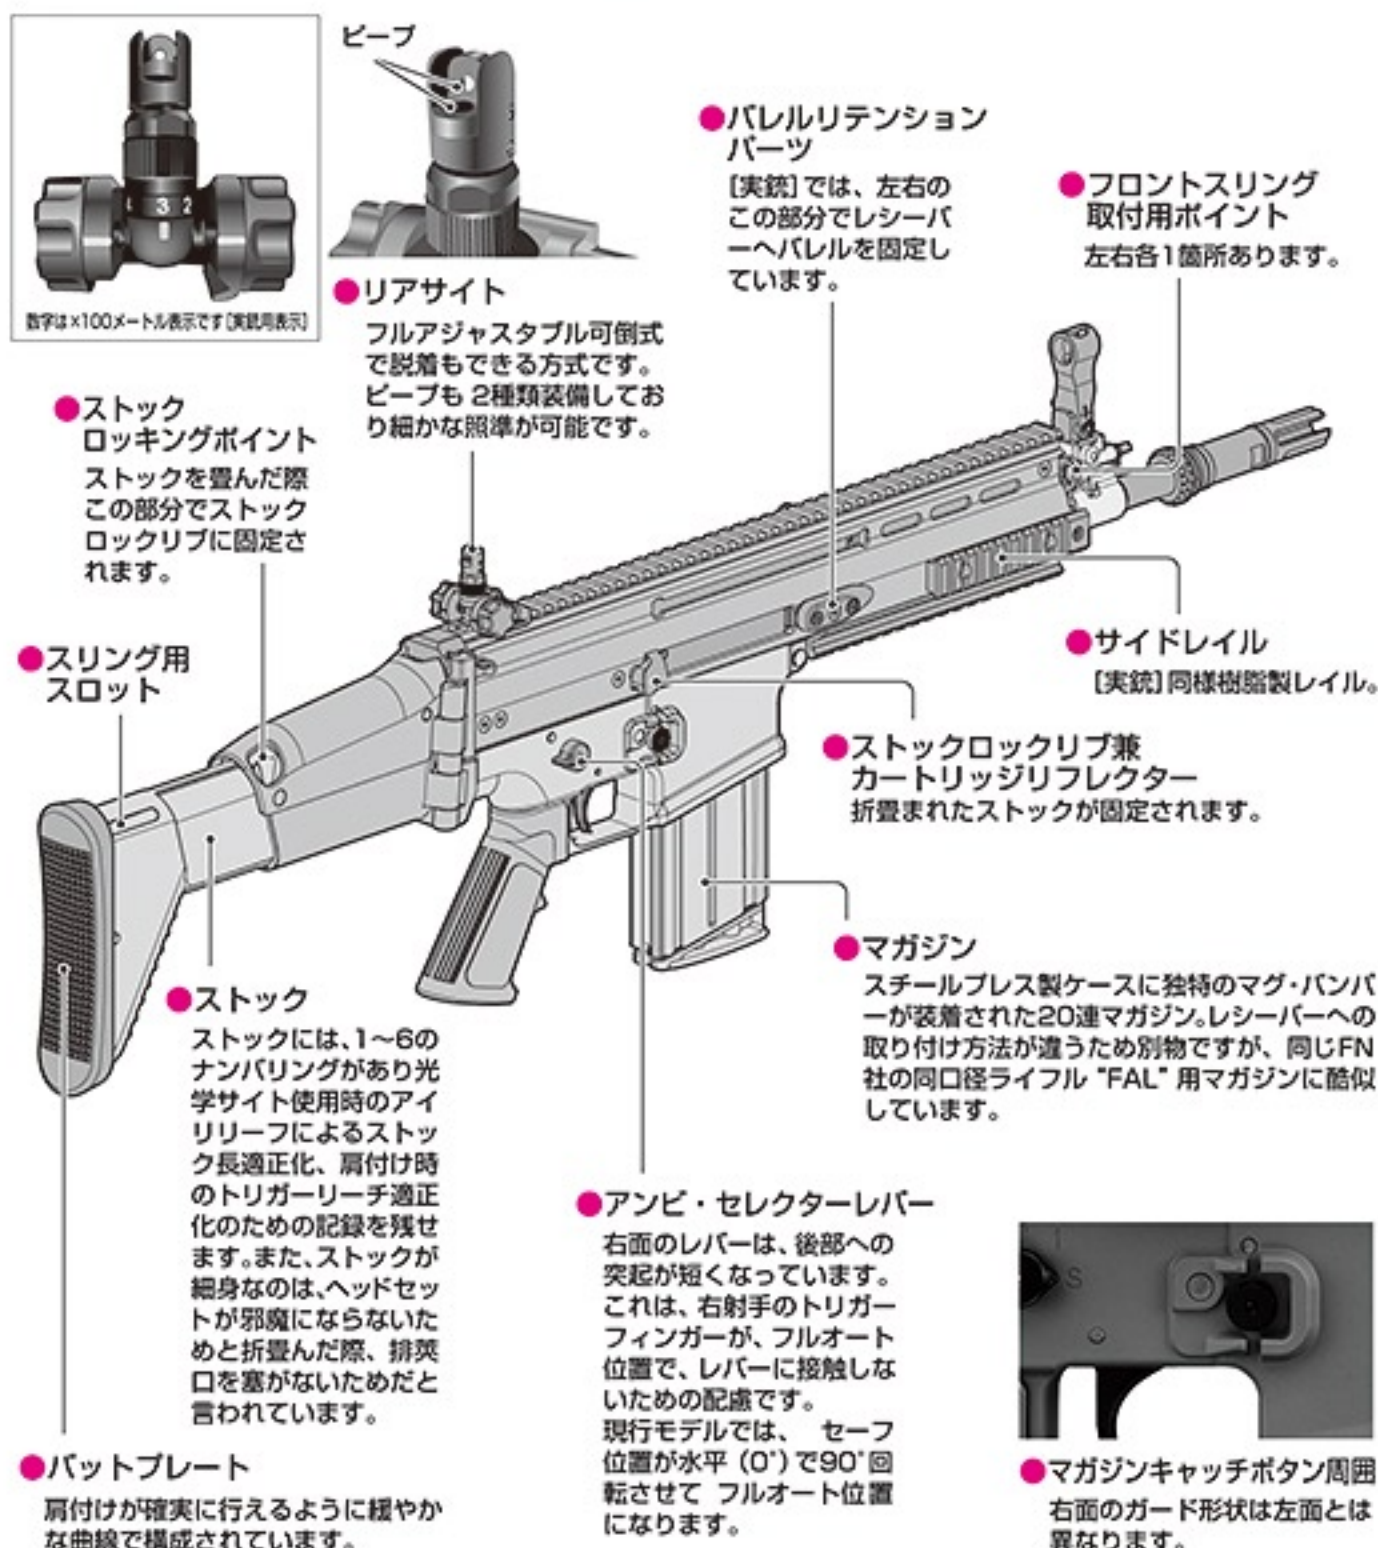 4 3 2
数字は×100メートル表示です[実銃用表示]
ピープ
●リアサイト
フルアジャスタブル可倒式
で脱着もできる方式です。
ピープも 2種類装備してお
り細かな照準が可能です。
●バレルリテンション
パーツ
[実銃]では、左右の
この部分でレシーバ
ーへバレルを固定し
ています。
●フロントスリング
取付用ポイント
左右各1箇所あります。
●ストック
ロッキングポイント
ストックを畳んだ際
この部分でストック
ロックリブに固定さ
れます。
●スリング用
スロット
●サイドレイル
[実銃]同様樹脂製レイル。
●ストックロックリブ兼
カートリッジリフレクター
折畳まれたストックが固定されます。
●マガジン
スチールプレス製ケースに独特のマグ・バンパ
ーが装着された20連マガジン。レシーバーへの
取り付け方法が違うため別物ですが、同じFN
社の同口径ライフル "FAL" 用マガジンに酷似
しています。
●ストック
ストックには、1〜6の
ナンバリングがあり光
学サイト使用時のアイ
リリーフによるストッ
ク長適正化、肩付け時
のトリガーリーチ適正
化のための記録を残せ
ます。また、ストックが
細身なのは、ヘッドセッ
トが邪魔にならないた
めと折畳んだ際、排莢
口を塞がないためだと
言われています。
●アンビ・セレクターレバー
右面のレバーは、後部への
突起が短くなっています。
これは、右射手のトリガー
フィンガーが、フルオート
位置で、レバーに接触しな
いための配慮です。
現行モデルでは、 セーフ
位置が水平 (0°) で90°回
転させて フルオート位置
になります。
●バットプレート
肩付けが確実に行えるように緩やか
な曲線で構成されています。
S
●マガジンキャッチボタン周囲
右面のガード形状は左面とは
異なります。